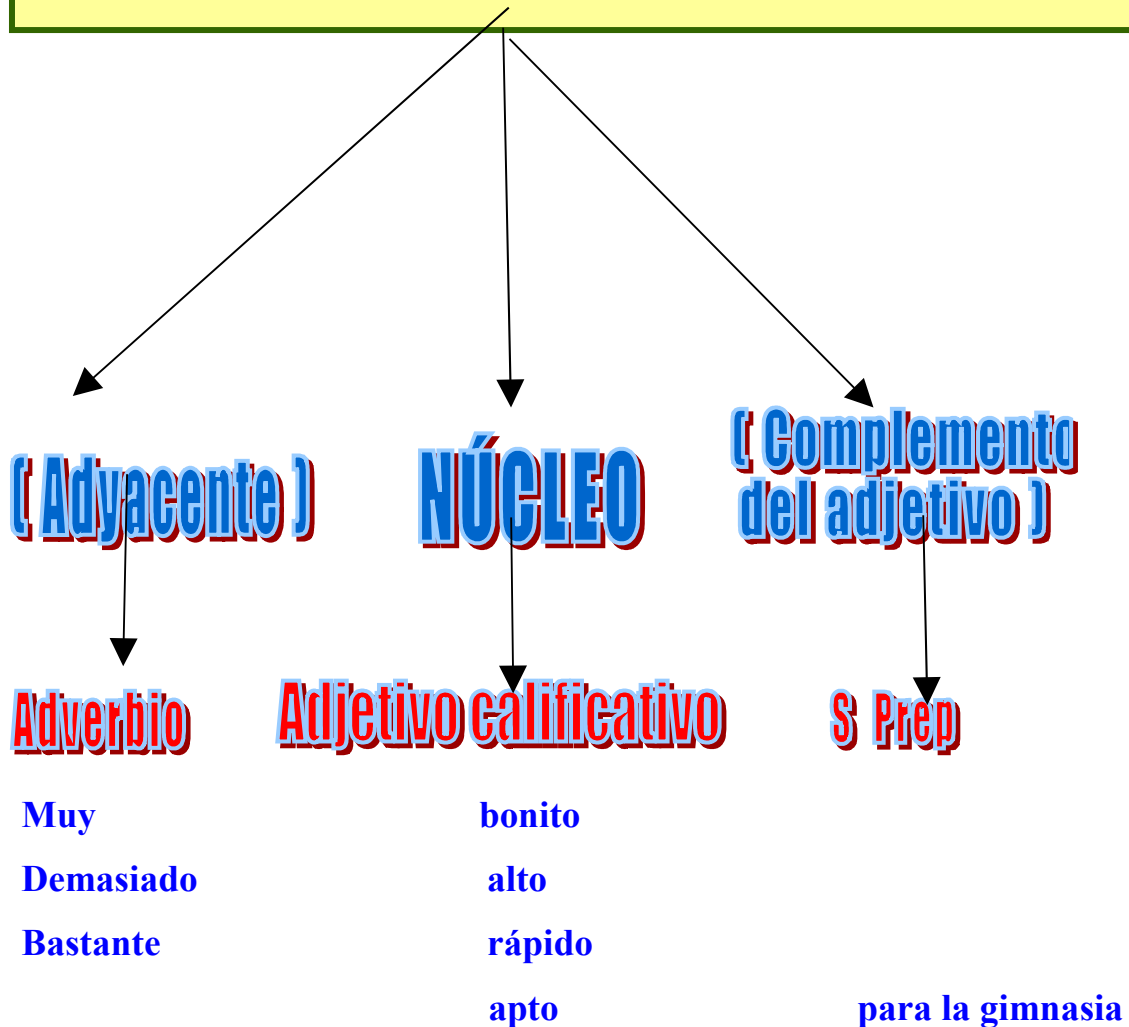 ( Adyacente )
NÚCLEO
( Complemento
del adjetivo )
Adverbio
Adjetivo calificativo
S Prep
Muy bonito
Demasiado alto
Bastante rápido
apto para la gimnasia